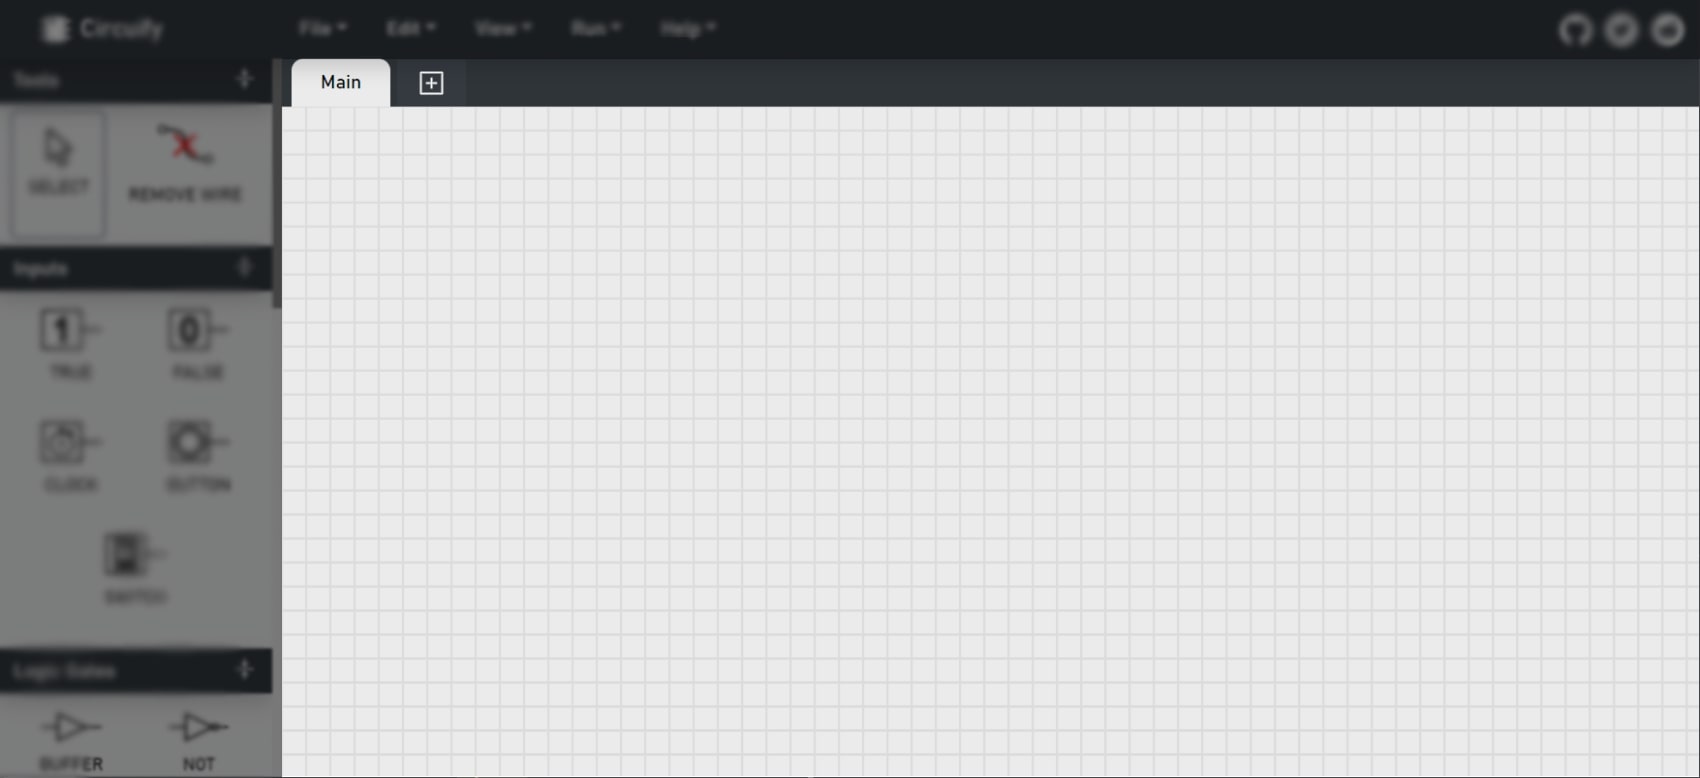 Circuify File Edit View Run Help
Tools
Main
SELECT REMOVE WIRE
Inputs
1 0
TRUE FALSE
CLOCK BUTTON
SWITCH
Logic Gates
BUFFER NOT